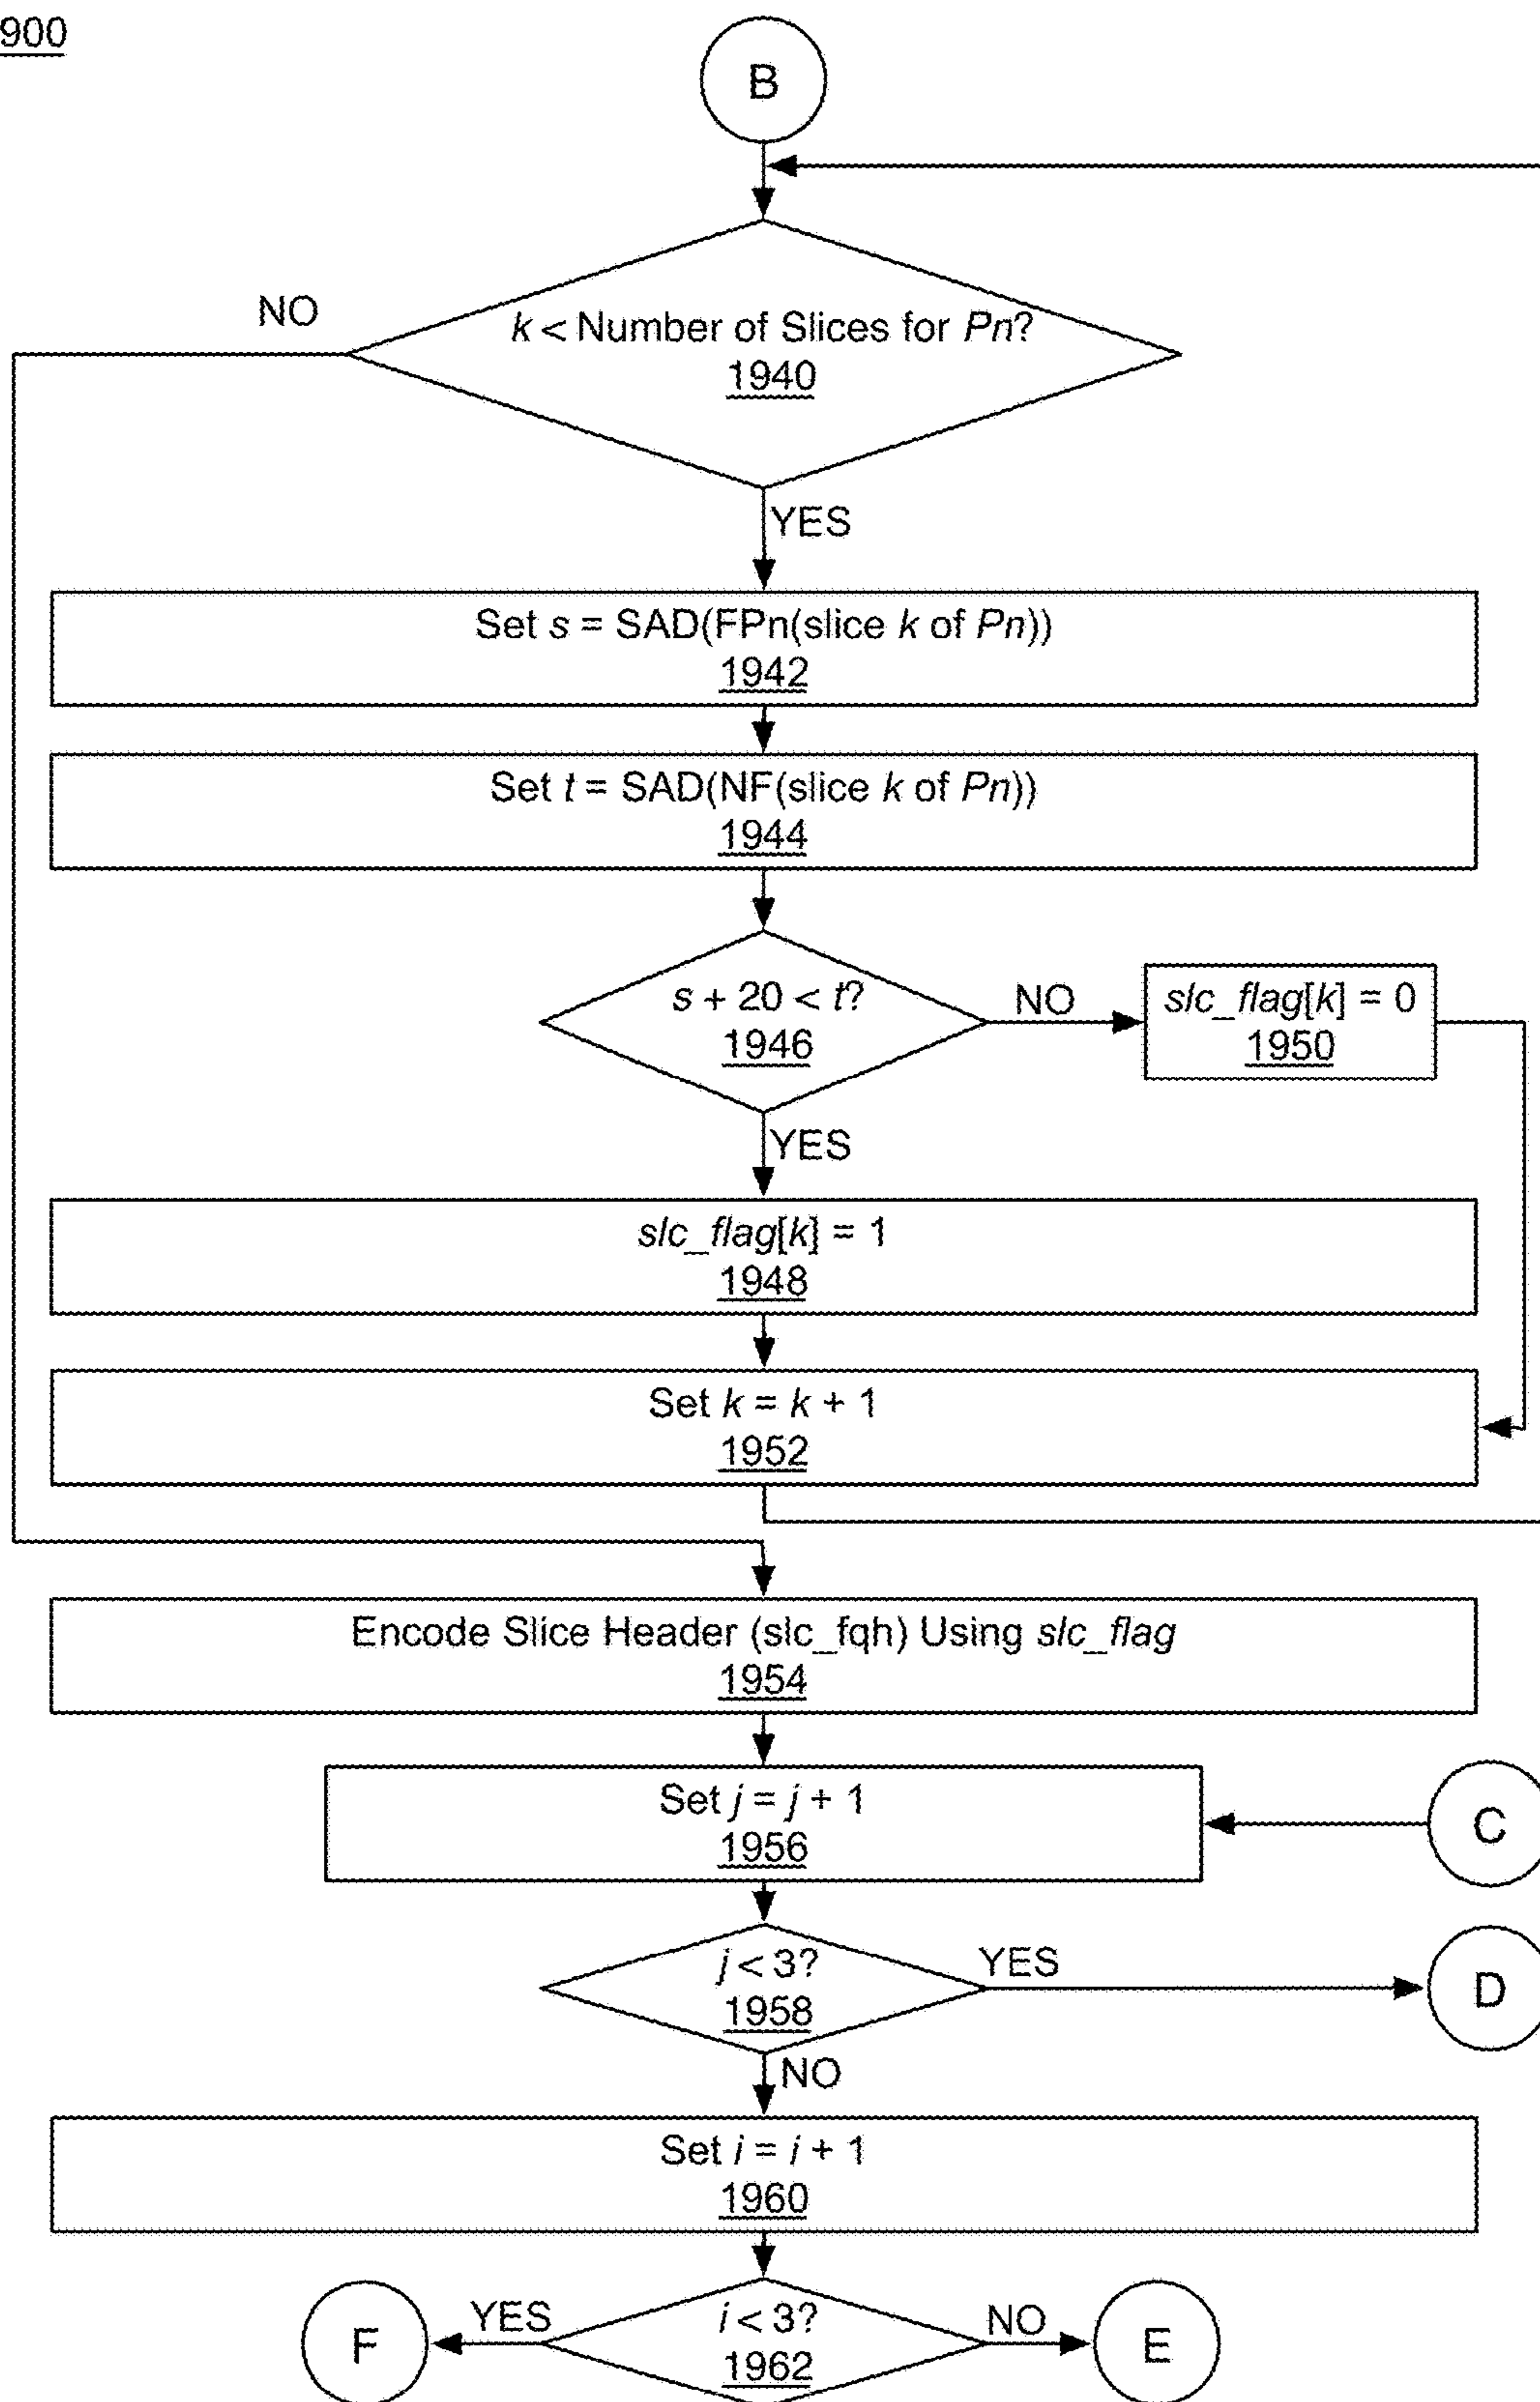 900
B
NO
k < Number of Slices for Pn?
1940
YES
Set s = SAD(FPn(slice k of Pn))
1942
Set t = SAD(NF(slice k of Pn))
1944
s + 20 < t?
1946
NO
slc_flag[k] = 0
1950
YES
slc_flag[k] = 1
1948
Set k = k + 1
1952
Encode Slice Header (slc_fqh) Using slc_flag
1954
Set j = j + 1
1956
C
j < 3?
1958
YES
D
NO
Set i = i + 1
1960
F
YES
i < 3?
1962
NO
E